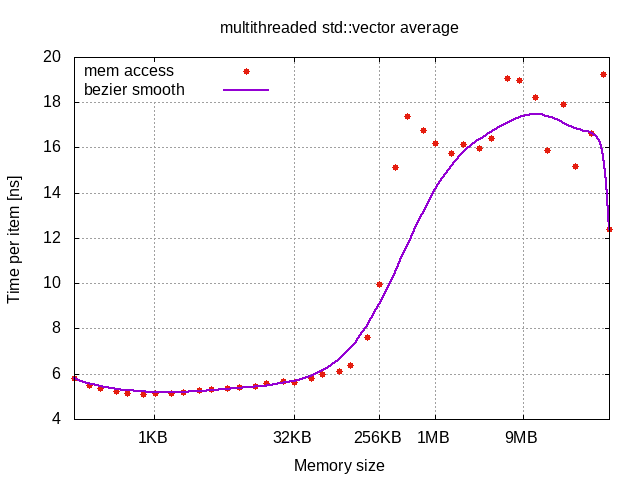 multithreaded std::vector average
20
18
16
14
12
10
8
6
4
Time per item [ns]
mem access
bezier smooth
1KB 32KB 256KB 1MB 9MB
Memory size